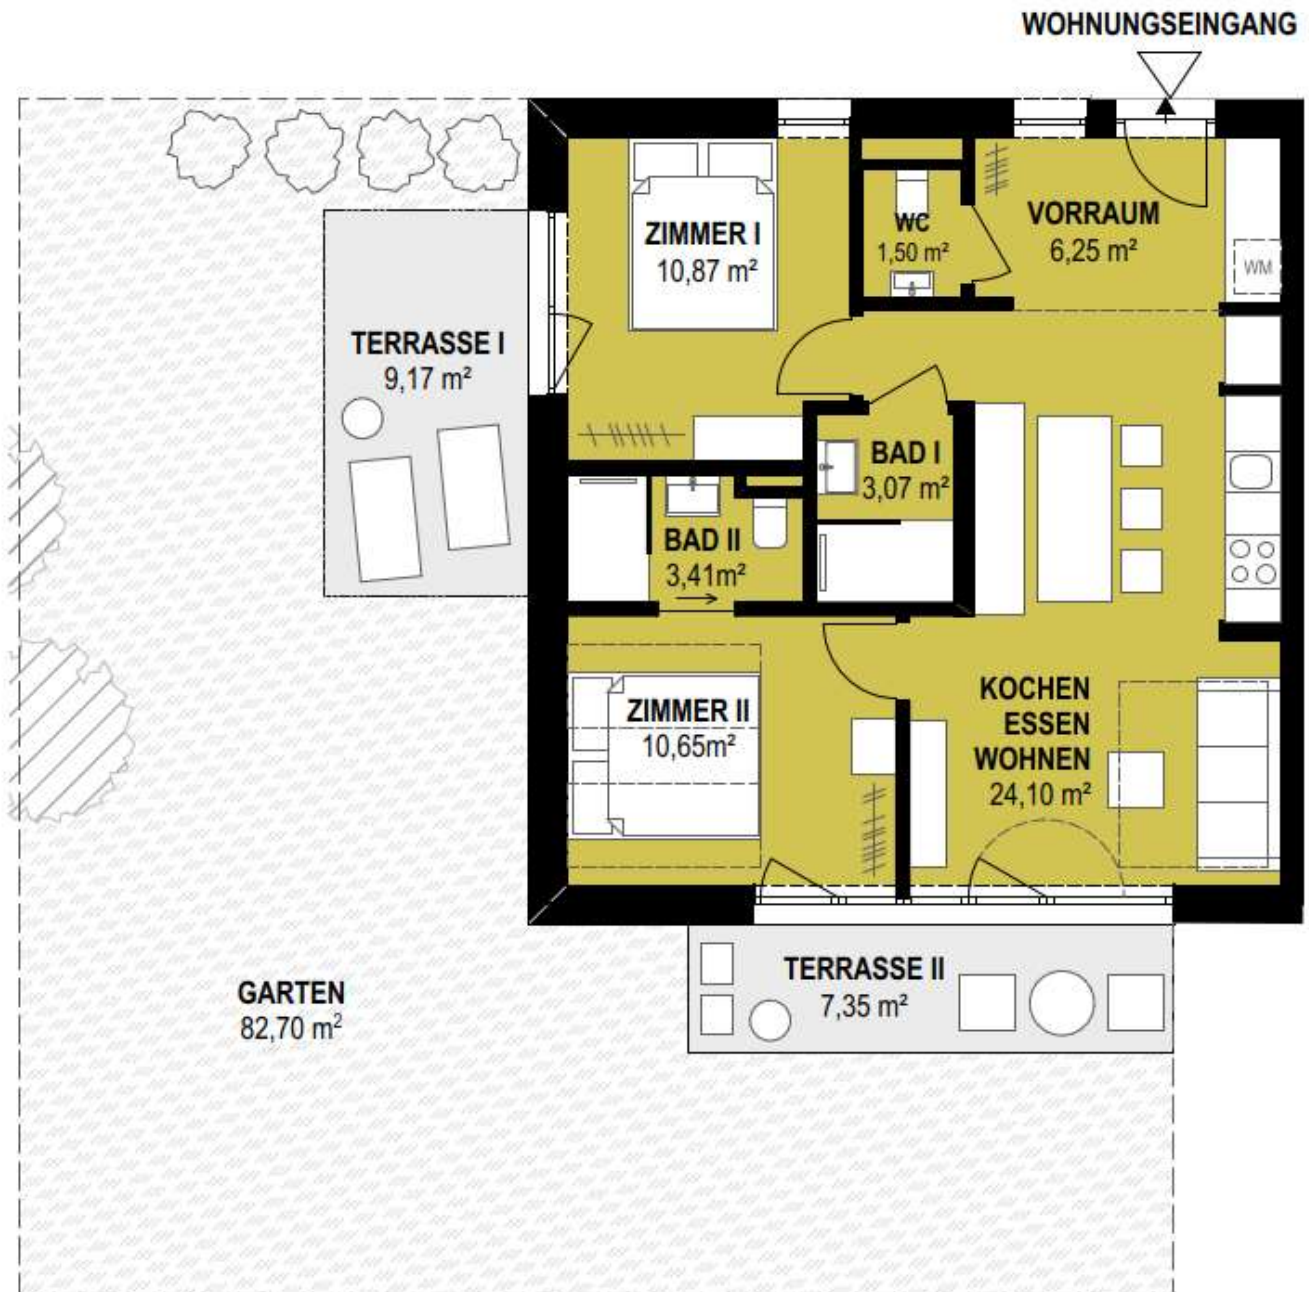 WOHNUNGSEINGANG
ZIMMER I
10,87 m²
WC
1,50 m²
VORRAUM
6,25 m²
WM
TERRASSE I
9,17 m²
BAD I
3,07 m²
BAD II
3,41m²
ZIMMER II
10,65m²
KOCHEN
ESSEN
WOHNEN
24,10 m²
TERRASSE II
7,35 m²
GARTEN
82,70 m²